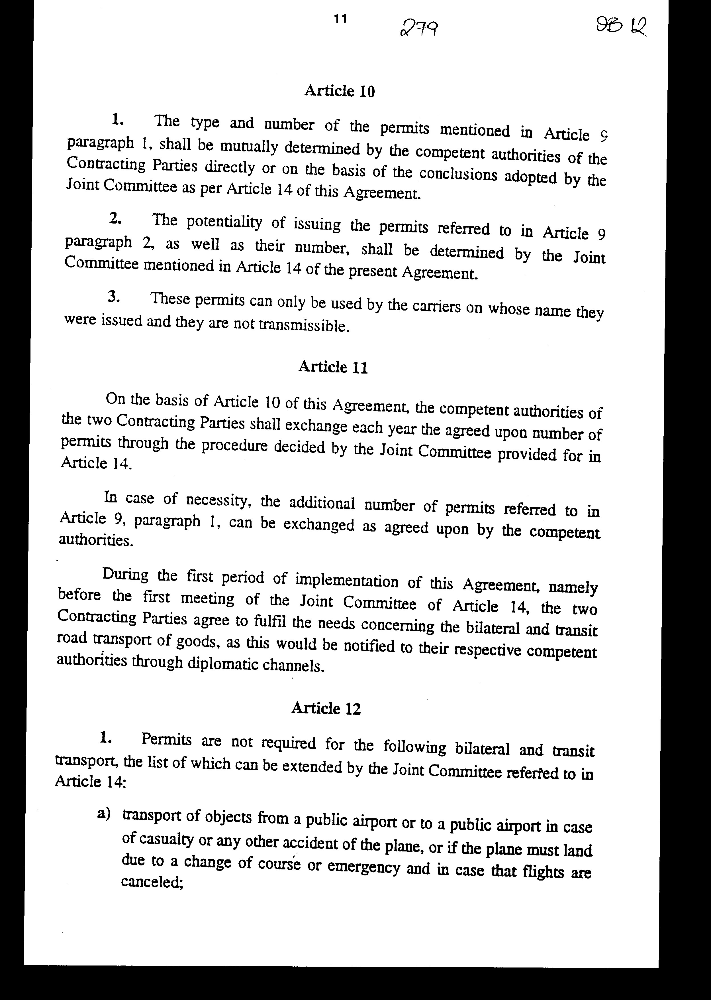 11
279
Article 10
1. The type and number of the permits mentioned in Article 9
paragraph 1, shall be mutually determined by the competent authorities of the
Contracting Parties directly or on the basis of the conclusions adopted by the
Joint Committee as per Article 14 of this Agreement.
2. The potentiality of issuing the permits referred to in Article 9
paragraph 2, as well as their number, shall be determined by the Joint
Committee mentioned in Article 14 of the present Agreement.
3. These permits can only be used by the carriers on whose name they
were issued and they are not transmissible.
Article 11
On the basis of Article 10 of this Agreement, the competent authorities of
the two Contracting Parties shall exchange each year the agreed upon number of
permits through the procedure decided by the Joint Committee provided for in
Article 14.
In case of necessity, the additional number of permits referred to in
Article 9, paragraph 1, can be exchanged as agreed upon by the competent
authorities.
During the first period of implementation of this Agreement, namely
before the first meeting of the Joint Committee of Article 14, the two
Contracting Parties agree to fulfil the needs concerning the bilateral and transit
road transport of goods, as this would be notified to their respective competent
authorities through diplomatic channels.
Article 12
1. Permits are not required for the following bilateral and transit
transport, the list of which can be extended by the Joint Committee referred to in
Article 14:
a) transport of objects from a public airport or to a public airport in case
of casualty or any other accident of the plane, or if the plane must land
due to a change of course or emergency and in case that flights are
canceled;